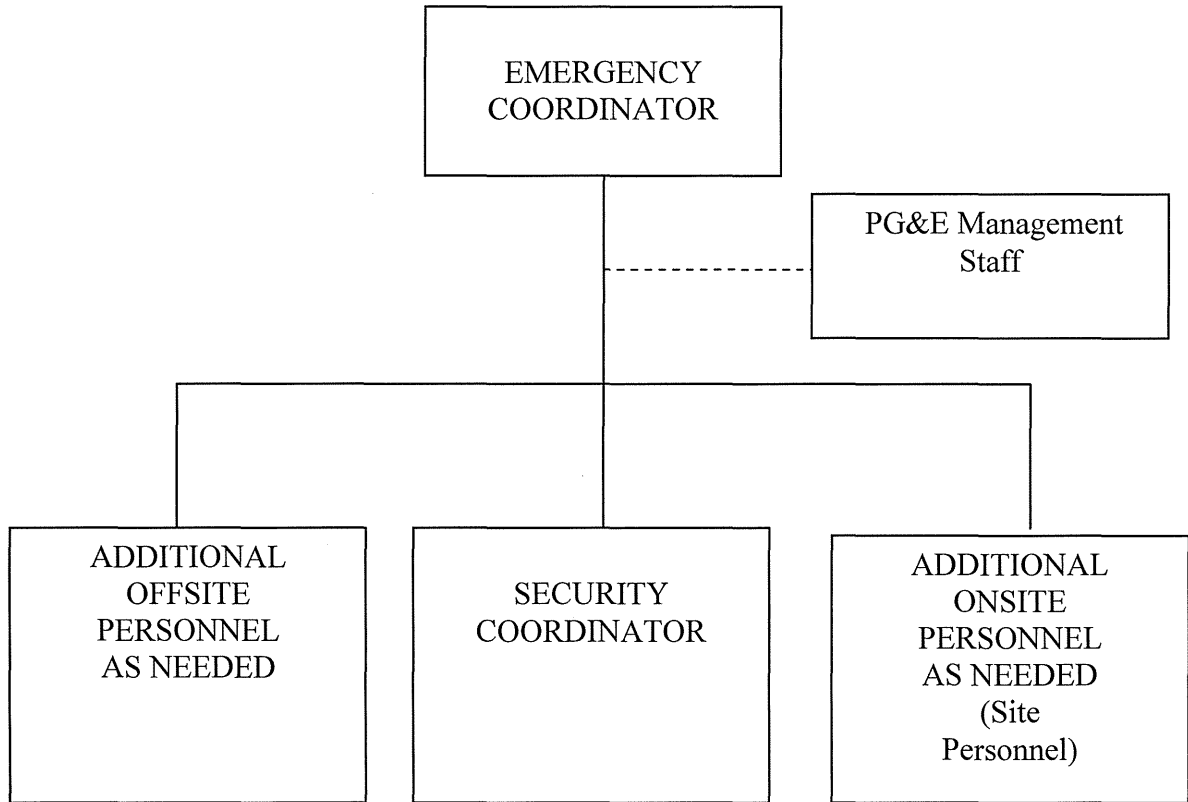 EMERGENCY
COORDINATOR
PG&E Management
Staff
ADDITIONAL
OFFSITE
PERSONNEL
AS NEEDED
SECURITY
COORDINATOR
ADDITIONAL
ONSITE
PERSONNEL
AS NEEDED
(Site
Personnel)